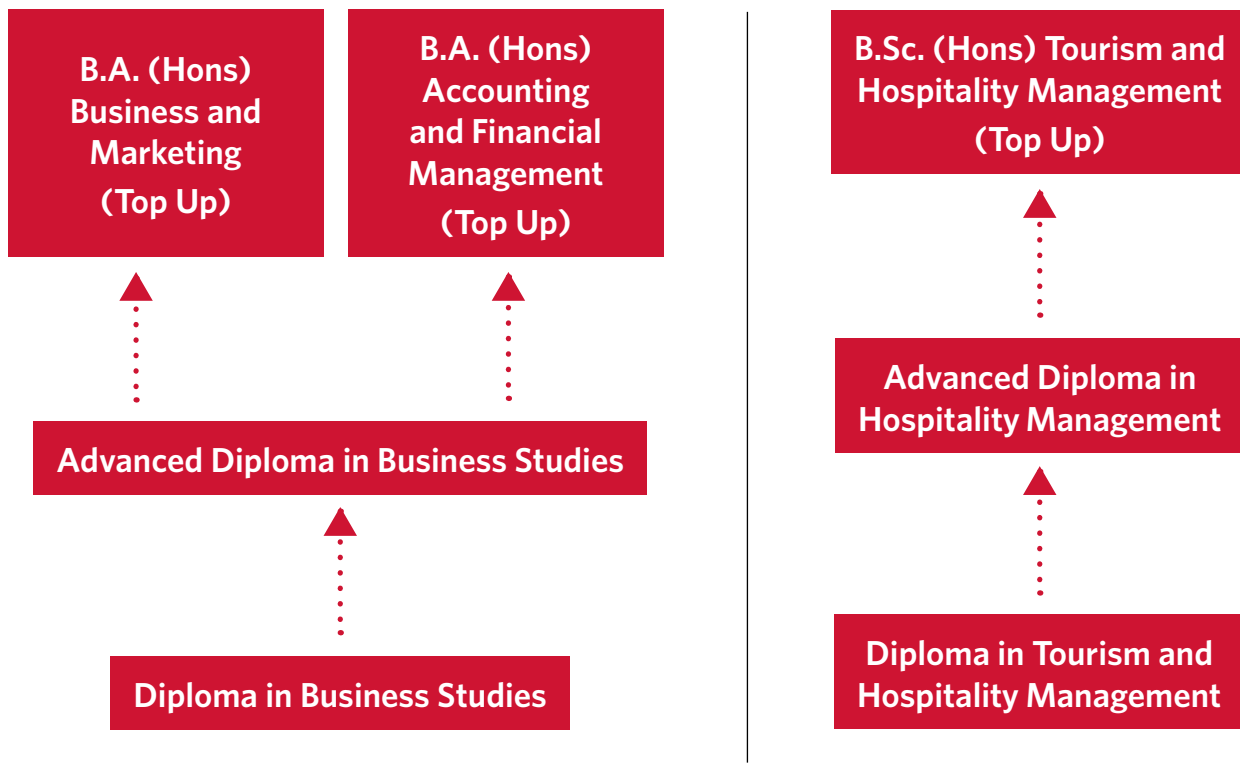 B.A. (Hons)
Business and
Marketing
(Top Up)
B.A. (Hons)
Accounting
and Financial
Management
(Top Up)
Advanced Diploma in Business Studies
Diploma in Business Studies
B.Sc. (Hons) Tourism and
Hospitality Management
(Top Up)
Advanced Diploma in
Hospitality Management
Diploma in Tourism and
Hospitality Management